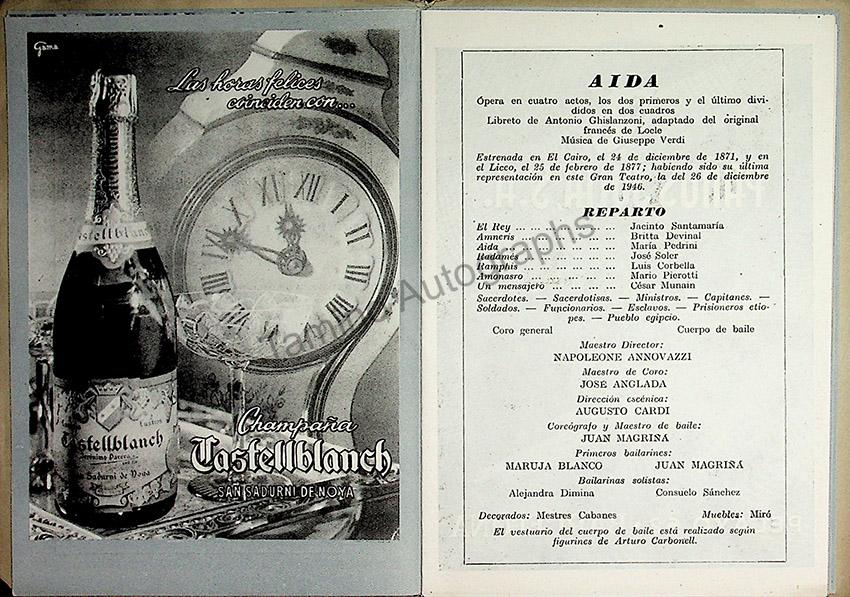 Gama
Las horas felices
coinciden con...
XII
Castellblanch
Castellblanch
San Sadurni de Noya
Champaña
Castellblanch
SAN SADURNI DE NOYA
AIDA
Ópera en cuatro actos, los dos primeros y el último divi-
didos en dos cuadros
Libreto de Antonio Ghislanzoni, adaptado del original
francés de Locle
Música de Giuseppe Verdi
Estrenada en El Cairo, el 24 de diciembre de 1871, y en
el Liceo, el 25 de febrero de 1877; habiendo sido su última
representación en este Gran Teatro, la del 26 de diciembre
de 1946.
REPARTO
El Rey ... ... ... ... ... ... Jacinto Santamaría
Amneris ... ... ... ... ... Britta Devinal
Aida ... ... ... ... ... ... María Pedrini
Radamés ... ... ... ... ... José Soler
Ramphis ... ... ... ... ... Luis Corbella
Amonasro ... ... ... ... ... Mario Pierotti
Un mensajero ... ... ... ... César Munain
Sacerdotes. — Sacerdotisas. — Ministros. — Capitanes. —
Soldados. — Funcionarios. — Esclavos. — Prisioneros etío-
pes. — Pueblo egipcio.
Coro general Cuerpo de baile
Maestro Director:
NAPOLEONE ANNOVAZZI
Maestro de Coro:
JOSÉ ANGLADA
Dirección escénica:
AUGUSTO CARDI
Coreógrafo y Maestro de baile:
JUAN MAGRIÑA
Primeros bailarines:
MARUJA BLANCO JUAN MAGRIÑA
Bailarinas solistas:
Alejandra Dimina Consuelo Sánchez
Decorados: Mestres Cabanes Muebles: Miró
El vestuario del cuerpo de baile está realizado según
figurines de Arturo Carbonell.
Tamino Autographs